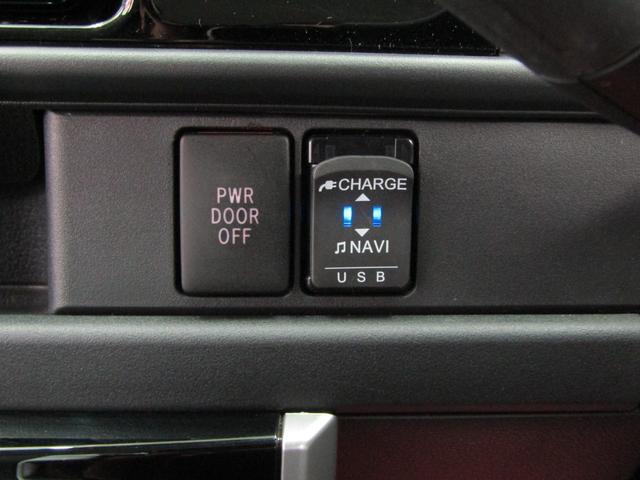 PWR
DOOR
OFF
CHARGE
NAVI
USB